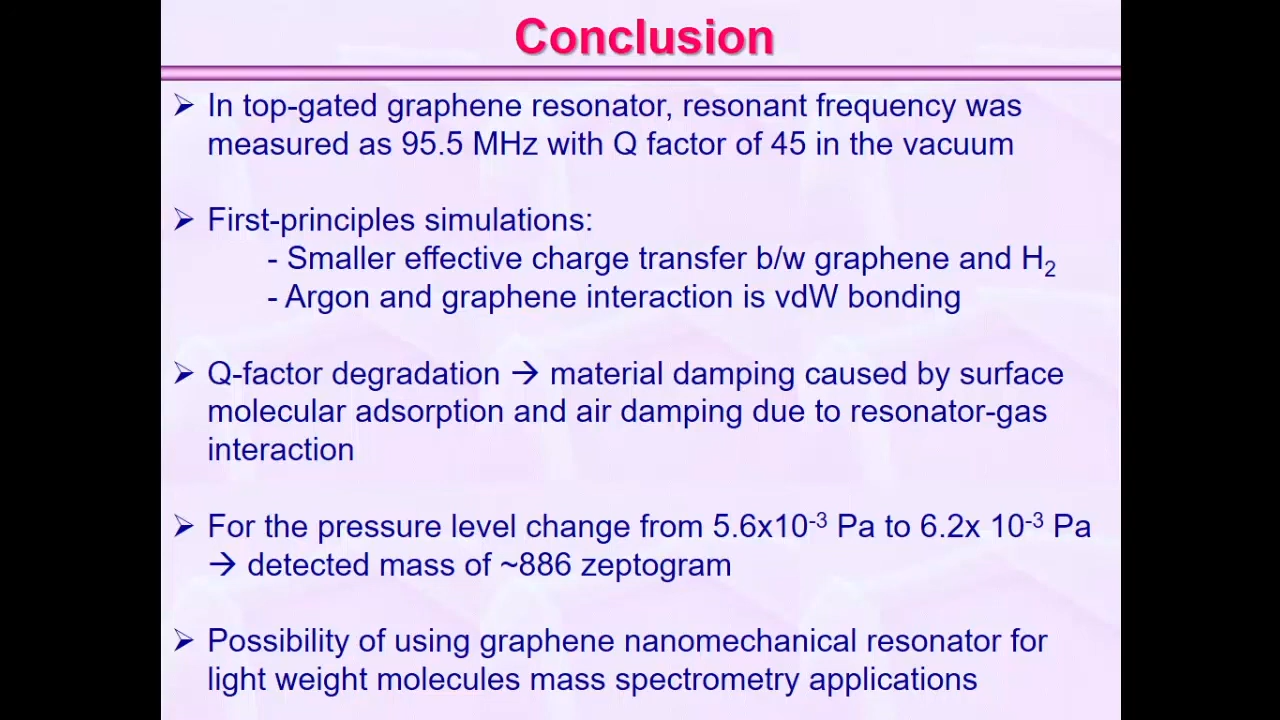 Conclusion
➢ In top-gated graphene resonator, resonant frequency was
measured as 95.5 MHz with Q factor of 45 in the vacuum
➢ First-principles simulations:
- Smaller effective charge transfer b/w graphene and H₂
- Argon and graphene interaction is vdW bonding
➢ Q-factor degradation → material damping caused by surface
molecular adsorption and air damping due to resonator-gas
interaction
➢ For the pressure level change from 5.6x10⁻³ Pa to 6.2x 10⁻³ Pa
→ detected mass of ~886 zeptogram
➢ Possibility of using graphene nanomechanical resonator for
light weight molecules mass spectrometry applications